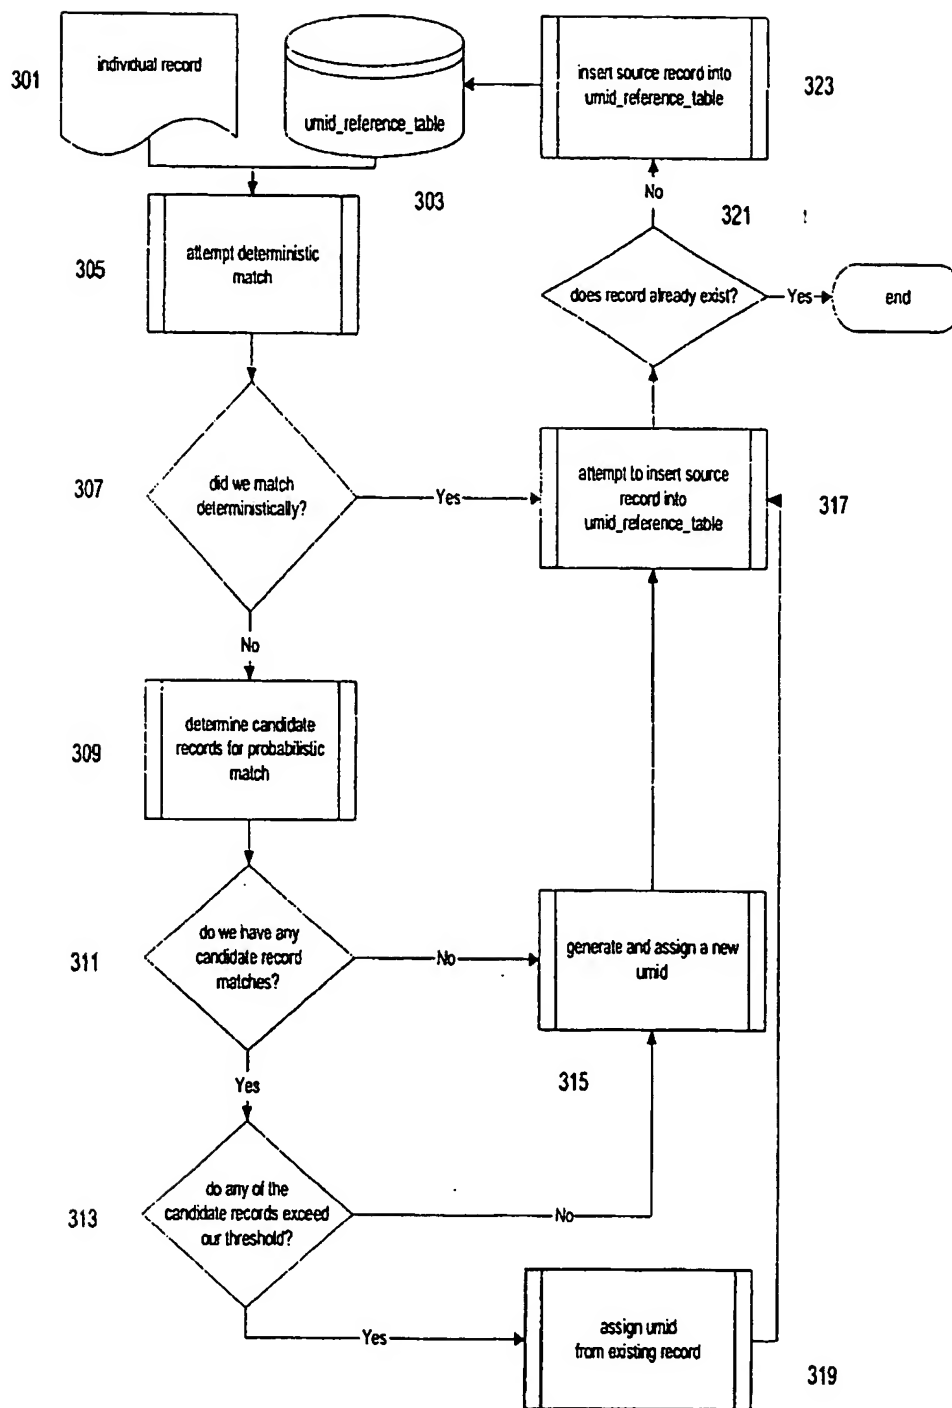 301
individual record
umid_reference_table
insert source record into
umid_reference_table
323
303
No
321
305
attempt deterministic
match
does record already exist?
Yes
end
307
did we match
deterministically?
Yes
attempt to insert source
record into
umid_reference_table
317
No
309
determine candidate
records for probabilistic
match
311
do we have any
candidate record
matches?
No
generate and assign a new
umid
315
Yes
313
do any of the
candidate records exceed
our threshold?
No
Yes
assign umid
from existing record
319